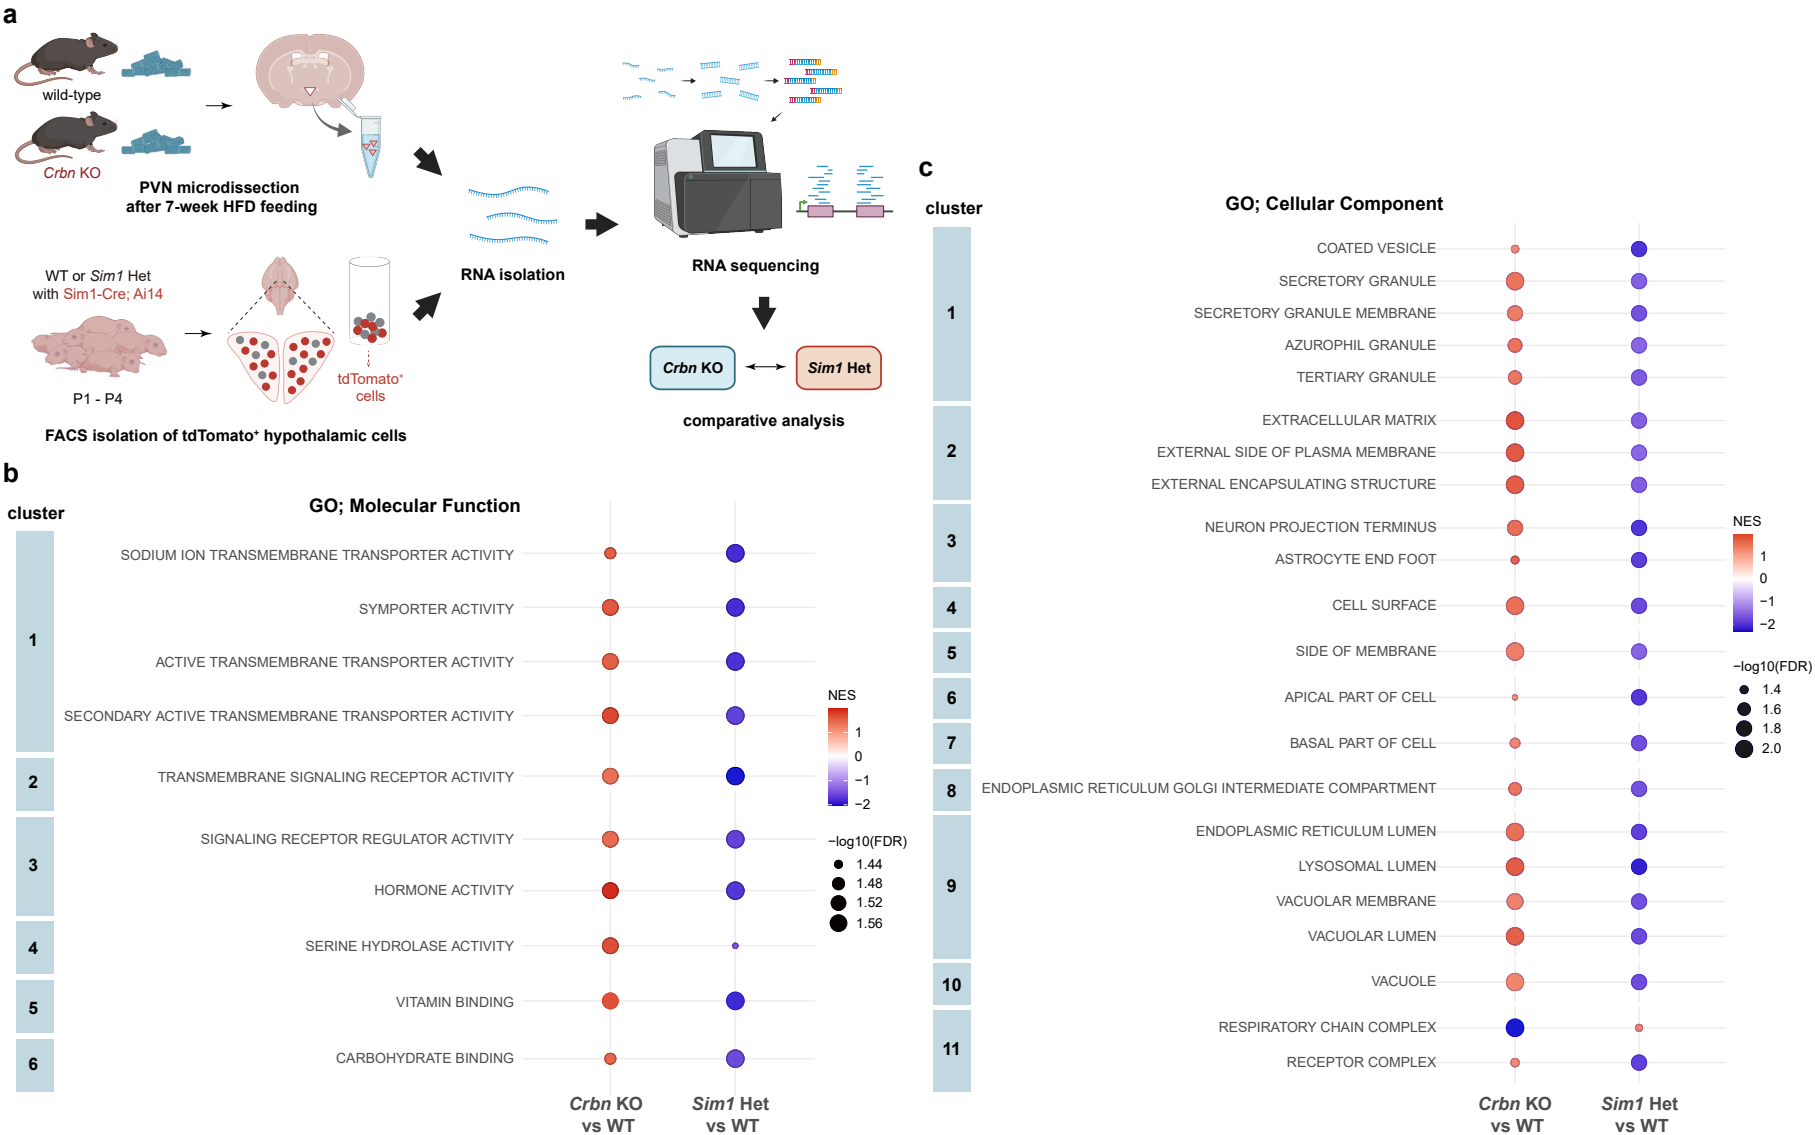 a
wild-type
Crbn KO
PVN microdissection
after 7-week HFD feeding
WT or Sim1 Het
with Sim1-Cre; Ai14
P1 - P4
tdTomato⁺
cells
FACS isolation of tdTomato⁺ hypothalamic cells
RNA isolation
RNA sequencing
Crbn KO
Sim1 Het
comparative analysis
b
cluster
GO; Molecular Function
1
SODIUM ION TRANSMEMBRANE TRANSPORTER ACTIVITY
SYMPORTER ACTIVITY
ACTIVE TRANSMEMBRANE TRANSPORTER ACTIVITY
SECONDARY ACTIVE TRANSMEMBRANE TRANSPORTER ACTIVITY
2
TRANSMEMBRANE SIGNALING RECEPTOR ACTIVITY
3
SIGNALING RECEPTOR REGULATOR ACTIVITY
HORMONE ACTIVITY
4
SERINE HYDROLASE ACTIVITY
5
VITAMIN BINDING
6
CARBOHYDRATE BINDING
Crbn KO
vs WT
Sim1 Het
vs WT
NES
1
0
−1
−2
−log10(FDR)
1.44
1.48
1.52
1.56
c
cluster
GO; Cellular Component
1
COATED VESICLE
SECRETORY GRANULE
SECRETORY GRANULE MEMBRANE
AZUROPHIL GRANULE
TERTIARY GRANULE
2
EXTRACELLULAR MATRIX
EXTERNAL SIDE OF PLASMA MEMBRANE
EXTERNAL ENCAPSULATING STRUCTURE
3
NEURON PROJECTION TERMINUS
ASTROCYTE END FOOT
4
CELL SURFACE
5
SIDE OF MEMBRANE
6
APICAL PART OF CELL
7
BASAL PART OF CELL
8
ENDOPLASMIC RETICULUM GOLGI INTERMEDIATE COMPARTMENT
9
ENDOPLASMIC RETICULUM LUMEN
LYSOSOMAL LUMEN
VACUOLAR MEMBRANE
VACUOLAR LUMEN
10
VACUOLE
11
RESPIRATORY CHAIN COMPLEX
RECEPTOR COMPLEX
Crbn KO
vs WT
Sim1 Het
vs WT
NES
1
0
−1
−2
−log10(FDR)
1.4
1.6
1.8
2.0